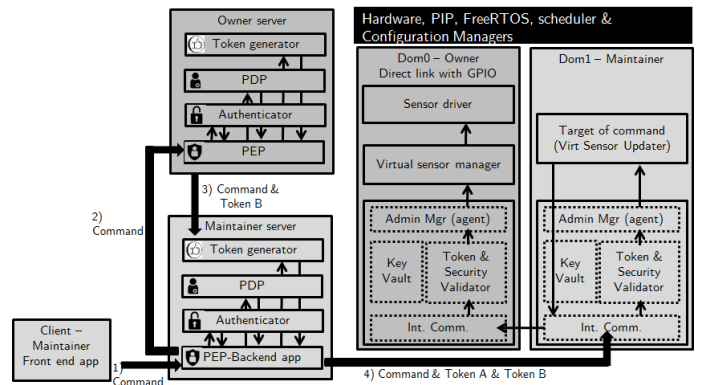 Owner server
Token generator
PDP
Authenticator
PEP
2)
Command
3) Command &
Token B
Maintainer server
Token generator
PDP
Authenticator
PEP-Backend app
Client –
Maintainer
Front end app
1)
Command
4) Command & Token A & Token B
Hardware, PIP, FreeRTOS, scheduler &
Configuration Managers
Dom0 – Owner
Direct link with GPIO
Sensor driver
Virtual sensor manager
Admin Mgr (agent)
Key
Vault
Token &
Security
Validator
Int. Comm.
Dom1 – Maintainer
Target of command
(Virt Sensor Updater)
Admin Mgr (agent)
Key
Vault
Token &
Security
Validator
Int. Comm.